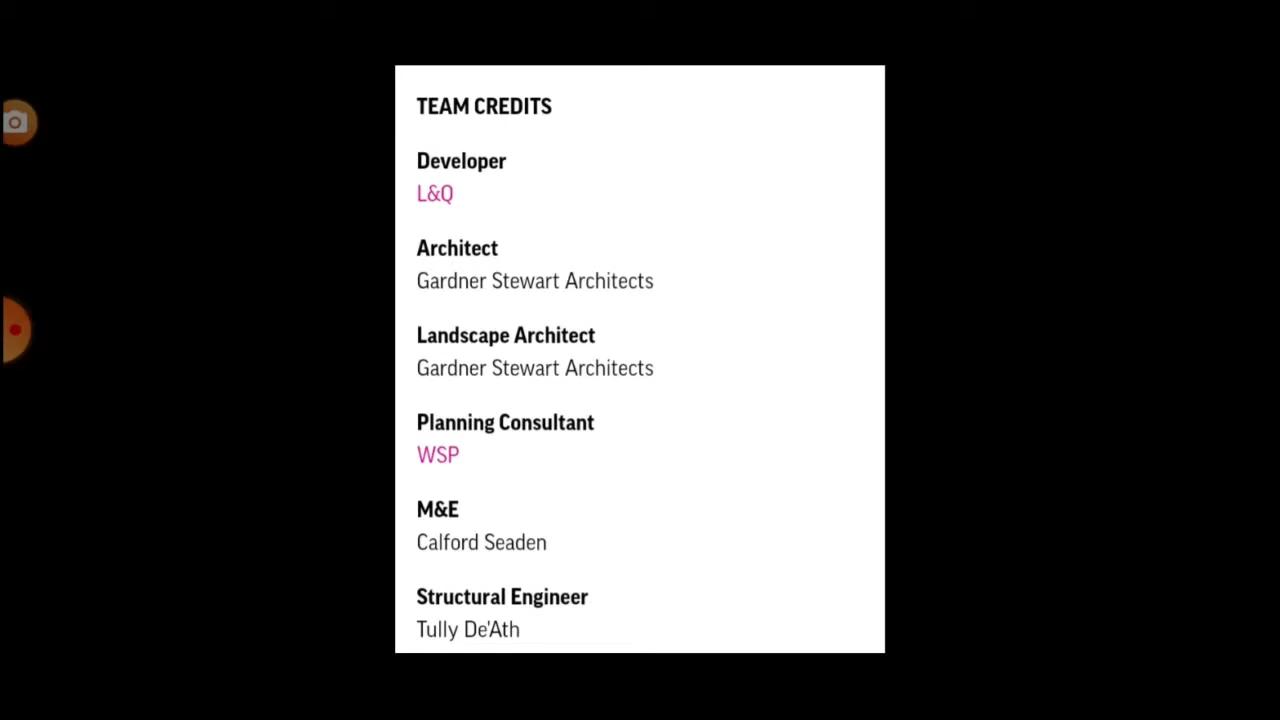 TEAM CREDITS
Developer
L&Q
Architect
Gardner Stewart Architects
Landscape Architect
Gardner Stewart Architects
Planning Consultant
WSP
M&E
Calford Seaden
Structural Engineer
Tully De'Ath